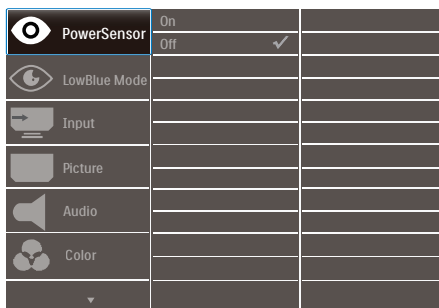 PowerSensor
On
Off
LowBlue Mode
Input
Picture
Audio
Color